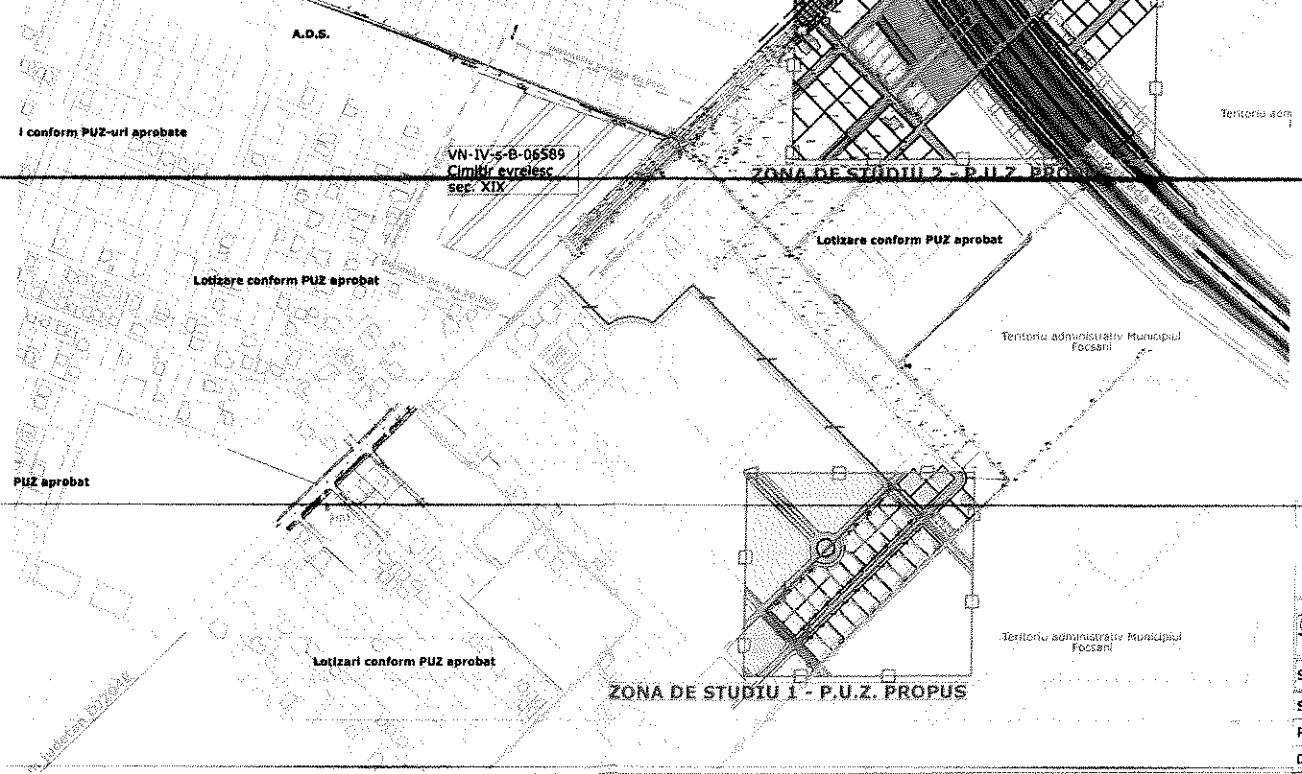 A.D.S.
i conform PUZ-uri aprobate
VN-IV-s-B-06589
Cimitir evreiesc
sec. XIX
Teritoriu adm
ZONA DE STUDIU 2 - P.U.Z. PROPUS
Lotizare conform PUZ aprobat
Lotizare conform PUZ aprobat
Teritoriu administrativ Municipiul
Focsani
PUZ aprobat
Teritoriu administrativ Municipiul
Focsani
Lotizari conform PUZ aprobat
ZONA DE STUDIU 1 - P.U.Z. PROPUS